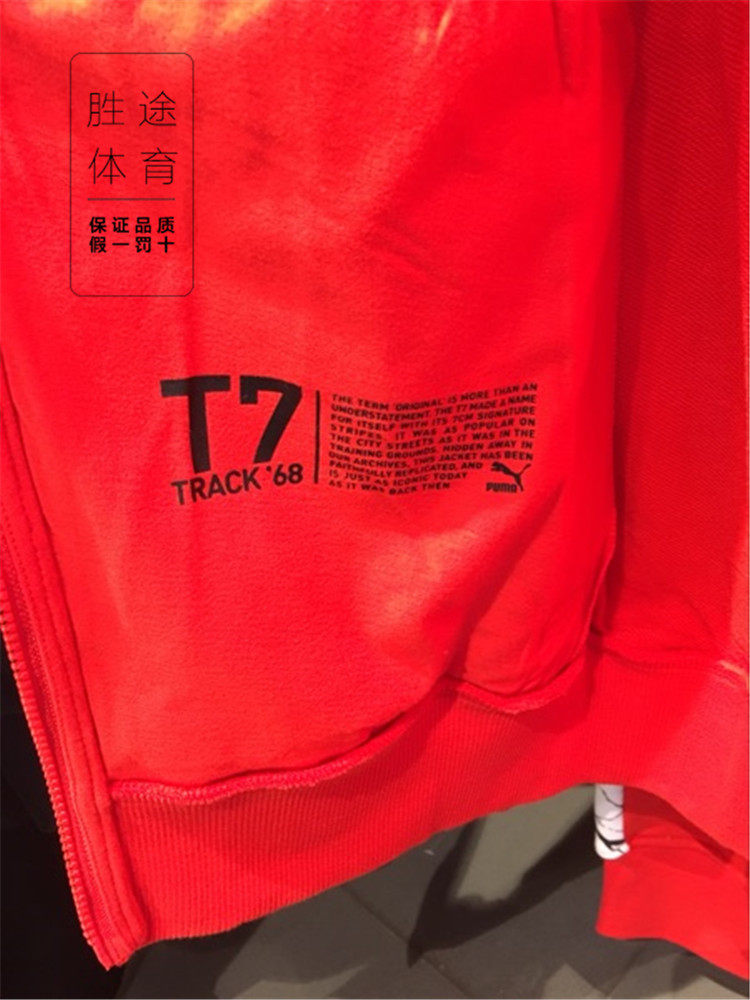 胜途
体育
保证品质
假一罚十
T7
TRACK '68
THE TERM 'ORIGINAL' IS MORE THAN AN
UNDERSTATEMENT. THE T7 MADE A NAME
FOR ITSELF WITH ITS 7CM SIGNATURE
STRIPES. IT WAS AS POPULAR ON
THE CITY STREETS AS IT WAS IN THE
TRAINING GROUNDS. HIDDEN AWAY IN
OUR ARCHIVES, THIS JACKET HAS BEEN
FAITHFULLY REPLICATED, AND
IS JUST AS ICONIC TODAY
AS IT WAS BACK THEN
PUMA